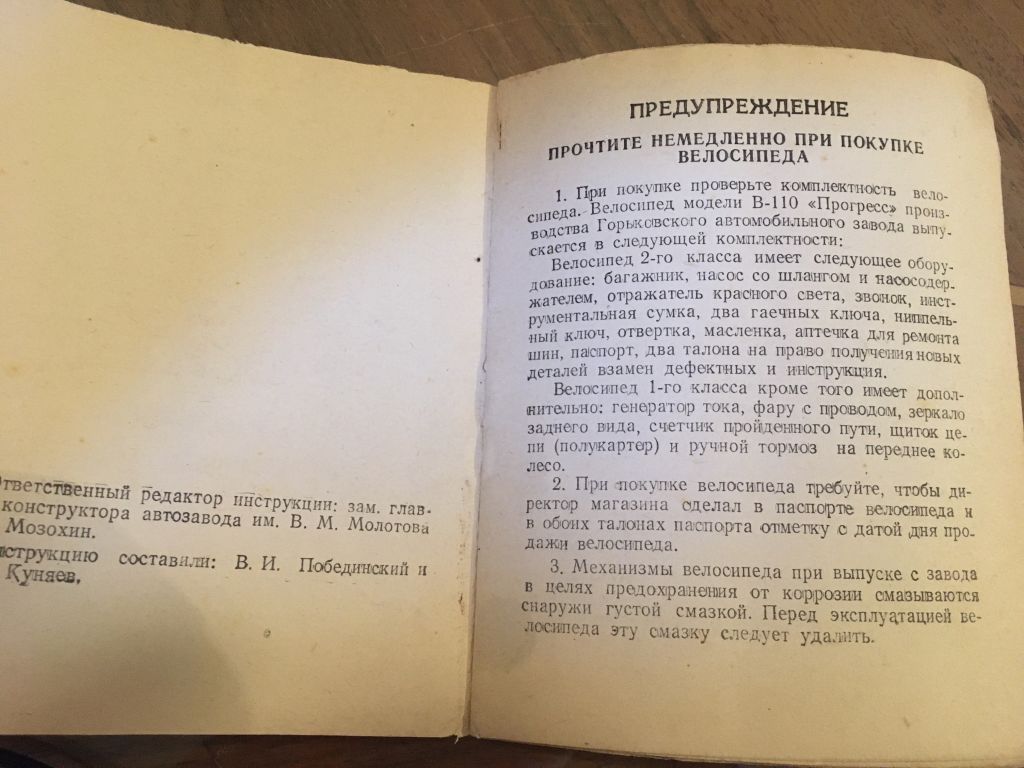 Ответственный редактор инструкции: зам. глав-
конструктора автозавода им. В. М. Молотова
Мозохин.
Инструкцию составили: В. И. Побединский и
Куняев.
ПРЕДУПРЕЖДЕНИЕ
ПРОЧТИТЕ НЕМЕДЛЕННО ПРИ ПОКУПКЕ
ВЕЛОСИПЕДА
1. При покупке проверьте комплектность вело-
сипеда. Велосипед модели В-110 «Прогресс» произ-
водства Горьковского автомобильного завода выпу-
скается в следующей комплектности:
Велосипед 2-го класса имеет следующее обору-
дование: багажник, насос со шлангом и насосодер-
жателем, отражатель красного света, звонок, инст-
рументальная сумка, два гаечных ключа, ниппель-
ный ключ, отвертка, масленка, аптечка для ремонта
шин, паспорт, два талона на право получения новых
деталей взамен дефектных и инструкция.
Велосипед 1-го класса кроме того имеет допол-
нительно: генератор тока, фару с проводом, зеркало
заднего вида, счетчик пройденного пути, щиток це-
пи (полукартер) и ручной тормоз на переднее ко-
лесо.
2. При покупке велосипеда требуйте, чтобы ди-
ректор магазина сделал в паспорте велосипеда и
в обоих талонах паспорта отметку с датой дня про-
дажи велосипеда.
3. Механизмы велосипеда при выпуске с завода
в целях предохранения от коррозии смазываются
снаружи густой смазкой. Перед эксплуатацией ве-
лосипеда эту смазку следует удалить.